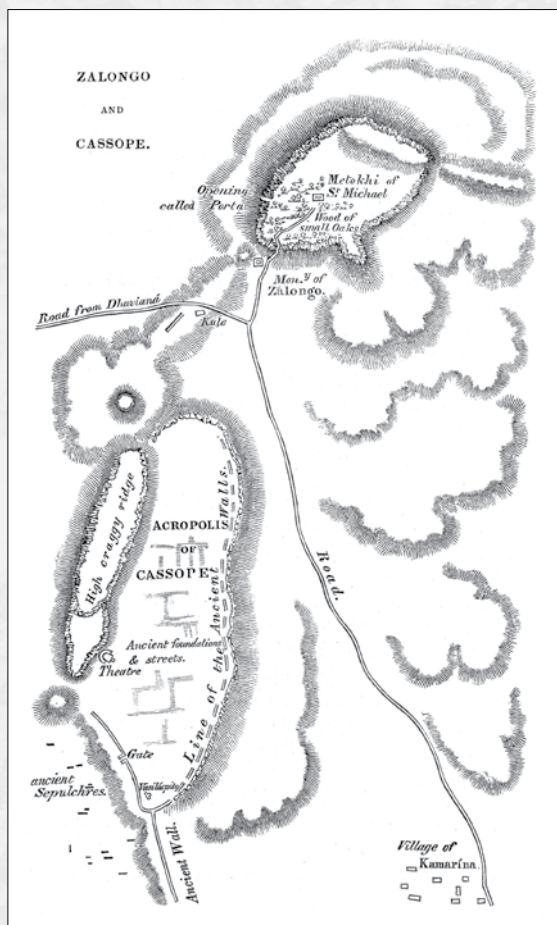 ZALONGO
AND
CASSOPE.
Metokhi of
St Michael
Opening
called Porta
Wood of
small Oaks
Mon.y of
Zálongo.
Road from Dhavianá
Kula
High craggy ridge
ACROPOLIS
OF
CASSOPE
Line of the Ancient Walls.
Road.
Ancient foundations
& streets.
Theatre
Gate
ancient
Sepulchres.
Ancient Wall.
Village of
Kamarína.